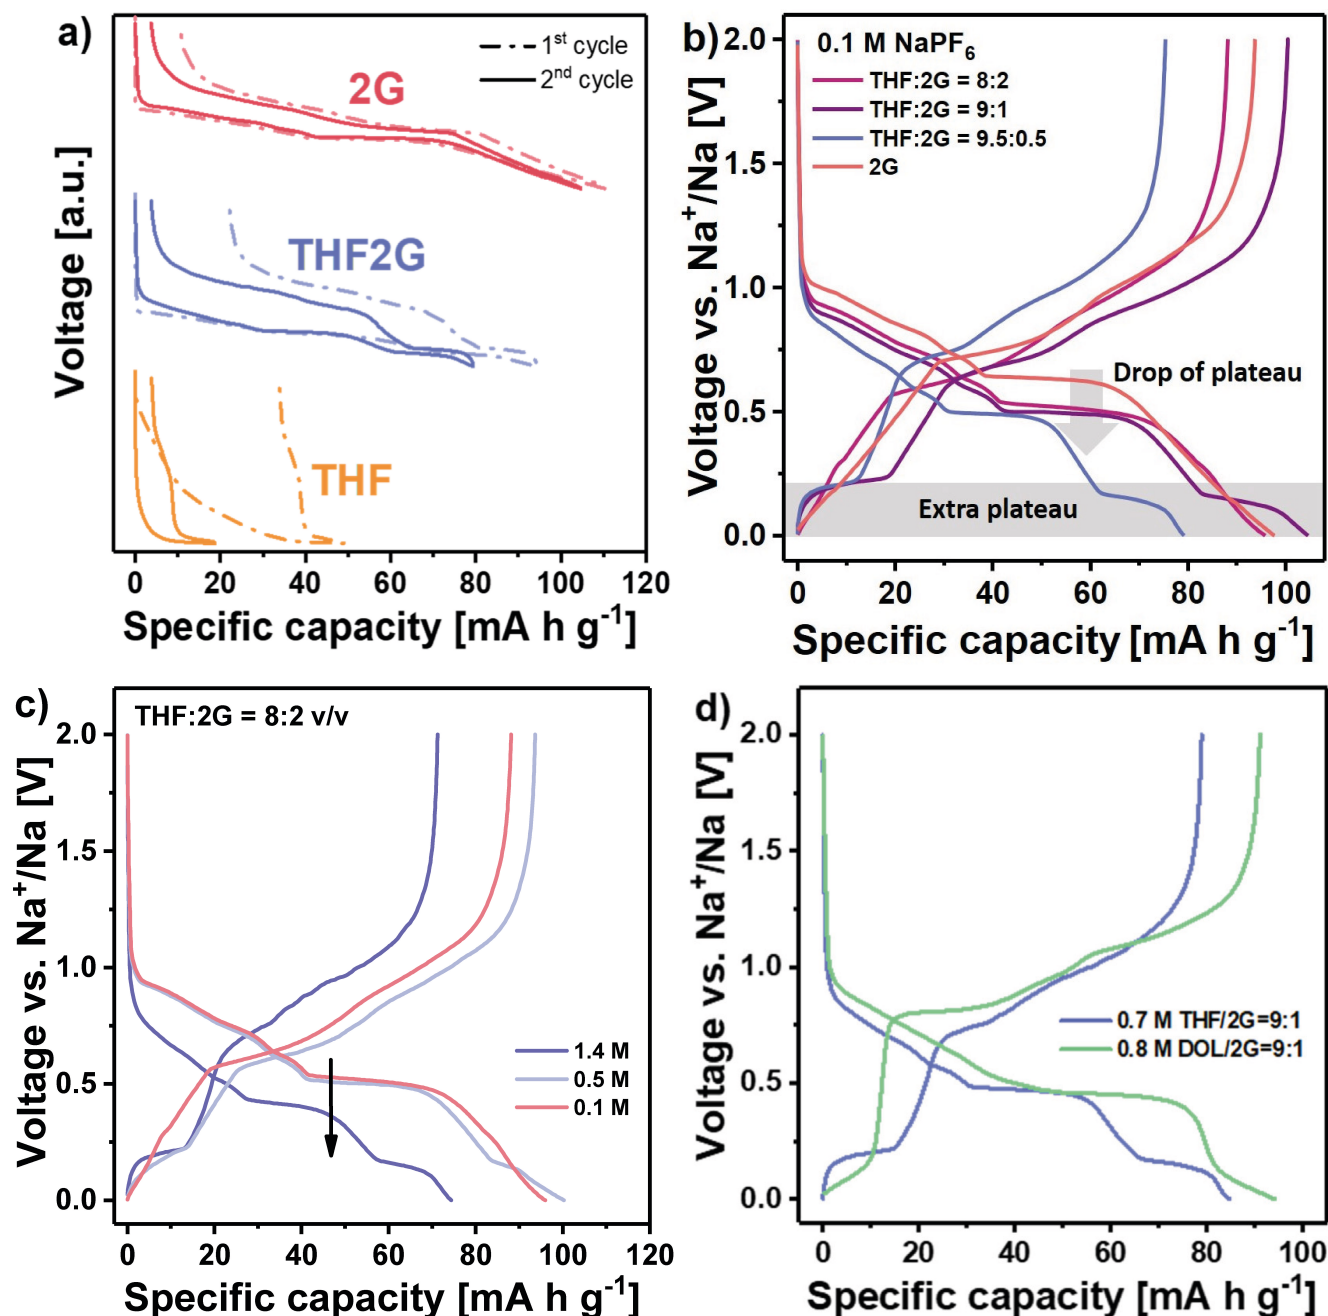 a)
1st cycle
2nd cycle
2G
THF2G
THF
Voltage [a.u.]
0 20 40 60 80 100 120
Specific capacity [mA h g-1]
b)
0.1 M NaPF6
THF:2G = 8:2
THF:2G = 9:1
THF:2G = 9.5:0.5
2G
Drop of plateau
Extra plateau
Voltage vs. Na+/Na [V]
2.0
1.5
1.0
0.5
0.0
0 20 40 60 80 100
Specific capacity [mA h g-1]
c)
THF:2G = 8:2 v/v
1.4 M
0.5 M
0.1 M
Voltage vs. Na+/Na [V]
2.0
1.5
1.0
0.5
0.0
0 20 40 60 80 100 120
Specific capacity [mA h g-1]
d)
0.7 M THF/2G=9:1
0.8 M DOL/2G=9:1
Voltage vs. Na+/Na [V]
2.0
1.5
1.0
0.5
0.0
0 20 40 60 80 100
Specific capacity [mA h g-1]